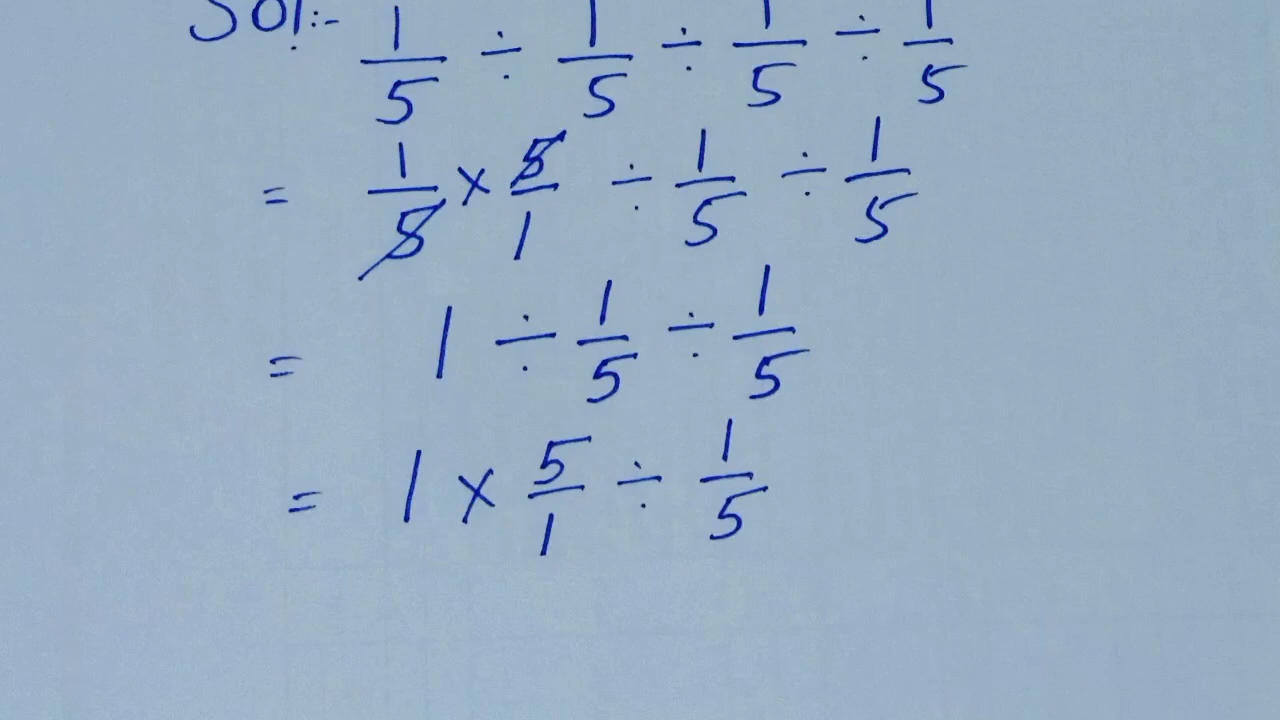 Sol:-
1/5 ÷ 1/5 ÷ 1/5 ÷ 1/5
= 1/5 × 5/1 ÷ 1/5 ÷ 1/5
= 1 ÷ 1/5 ÷ 1/5
= 1 × 5/1 ÷ 1/5